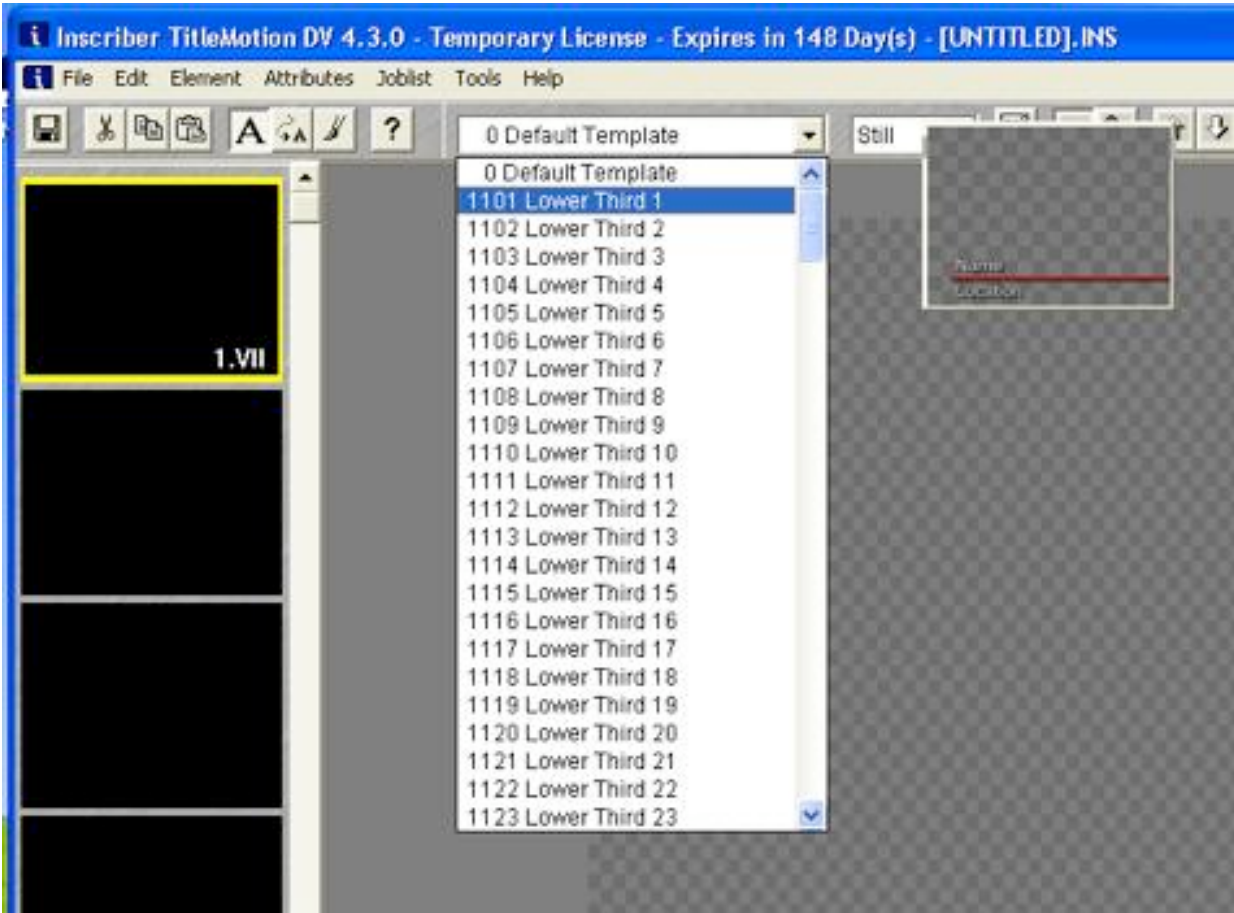 Inscriber TitleMotion DV 4.3.0 - Temporary License - Expires in 148 Day(s) - [UNTITLED].INS
File Edit Element Attributes Joblist Tools Help
A A ? 0 Default Template Still
0 Default Template
1101 Lower Third 1
1102 Lower Third 2
1103 Lower Third 3
1104 Lower Third 4
1105 Lower Third 5
1106 Lower Third 6
1107 Lower Third 7
1108 Lower Third 8
1109 Lower Third 9
1110 Lower Third 10
1111 Lower Third 11
1112 Lower Third 12
1113 Lower Third 13
1114 Lower Third 14
1115 Lower Third 15
1116 Lower Third 16
1117 Lower Third 17
1118 Lower Third 18
1119 Lower Third 19
1120 Lower Third 20
1121 Lower Third 21
1122 Lower Third 22
1123 Lower Third 23
Name
Location
1.VII